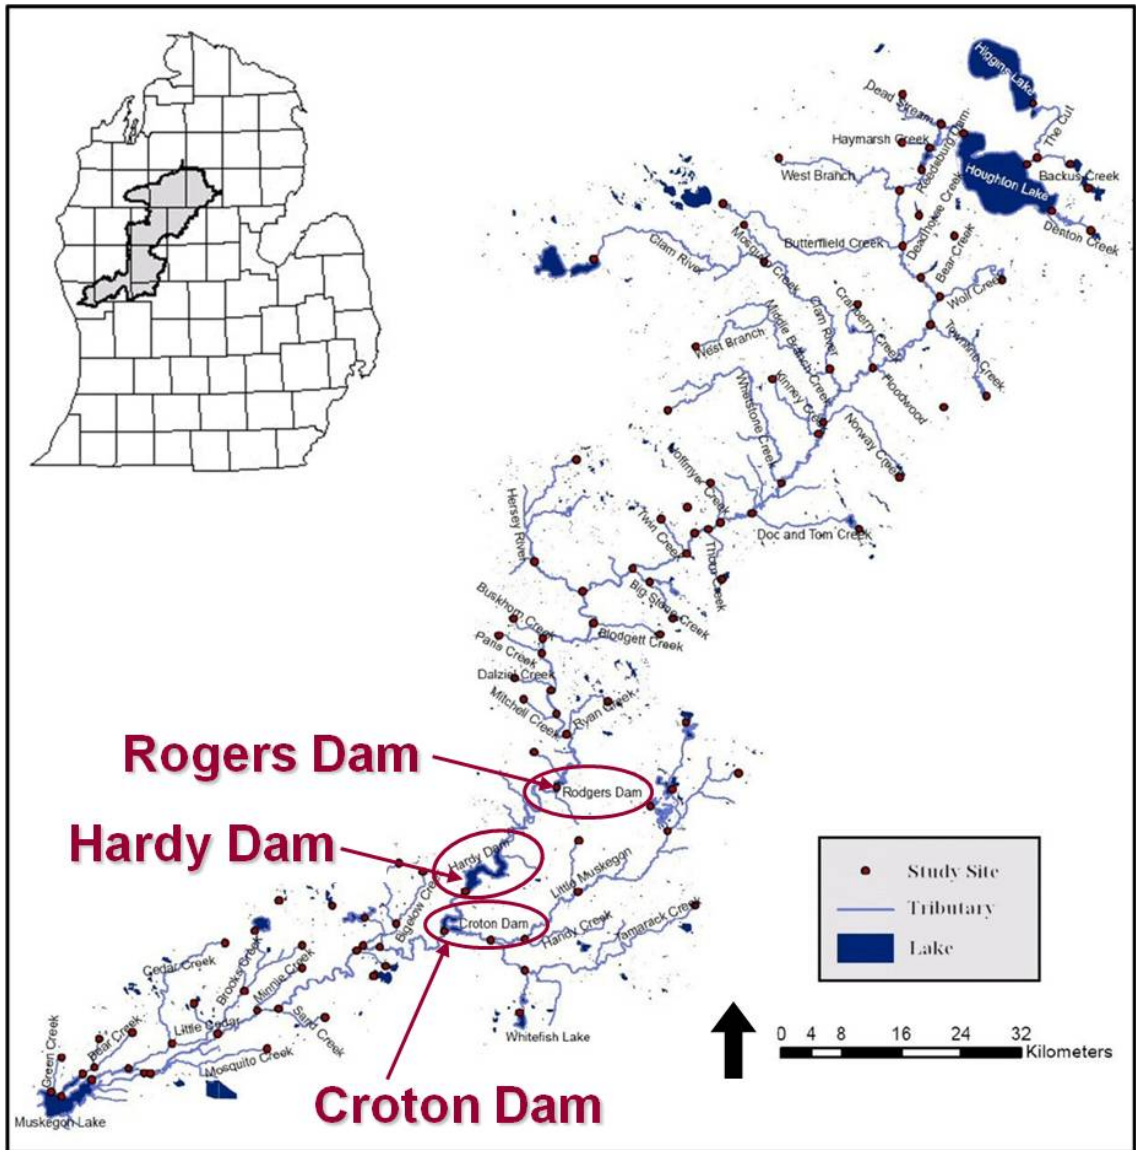 Higgins Lake
Dead Stream
Reedsburg Dam
The Cut
Haymarsh Creek
West Branch
Houghton Lake
Backus Creek
Deadhorse Creek
Denton Creek
Butterfield Creek
Mosquito Creek
Clam River
Bear Creek
Wolf Creek
Cranberry Creek
Clam River
Middle Branch Creek
West Branch
Townline Creek
Floodwood
Kinney Creek
Whetstone Creek
Norway Creek
Hoffmyer Creek
Hersey River
Twin Creek
Thorn Creek
Doc and Tom Creek
Big Stone Creek
Buskhorn Creek
Blodgett Creek
Paris Creek
Dalziel Creek
Mitchell Creek
Ryan Creek
Rogers Dam
Rodgers Dam
Hardy Dam
Hardy Dam
Little Muskegon
Bigelow Creek
Croton Dam
Handy Creek
Tamarack Creek
Cedar Creek
Brooks Creek
Minnie Creek
Sand Creek
Little Cedar
Bear Creek
Green Creek
Mosquito Creek
Whitefish Lake
Muskegon Lake
Croton Dam
Study Site
Tributary
Lake
0 4 8 16 24 32
Kilometers